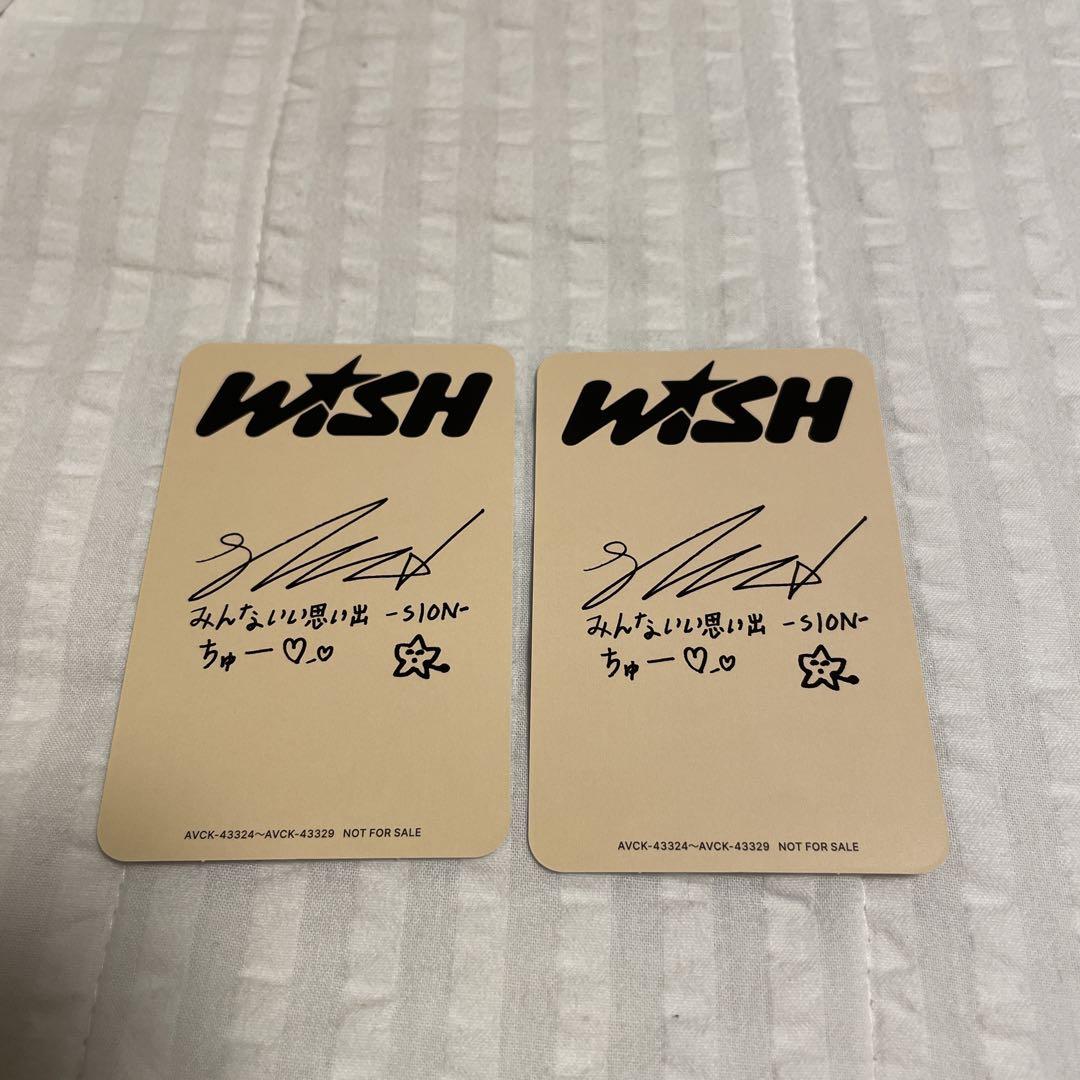 WISH
みんないい思い出 -SION-
ちゅー♡_♡
AVCK-43324〜AVCK-43329 NOT FOR SALE
WISH
みんないい思い出 -SION-
ちゅー♡_♡
AVCK-43324〜AVCK-43329 NOT FOR SALE